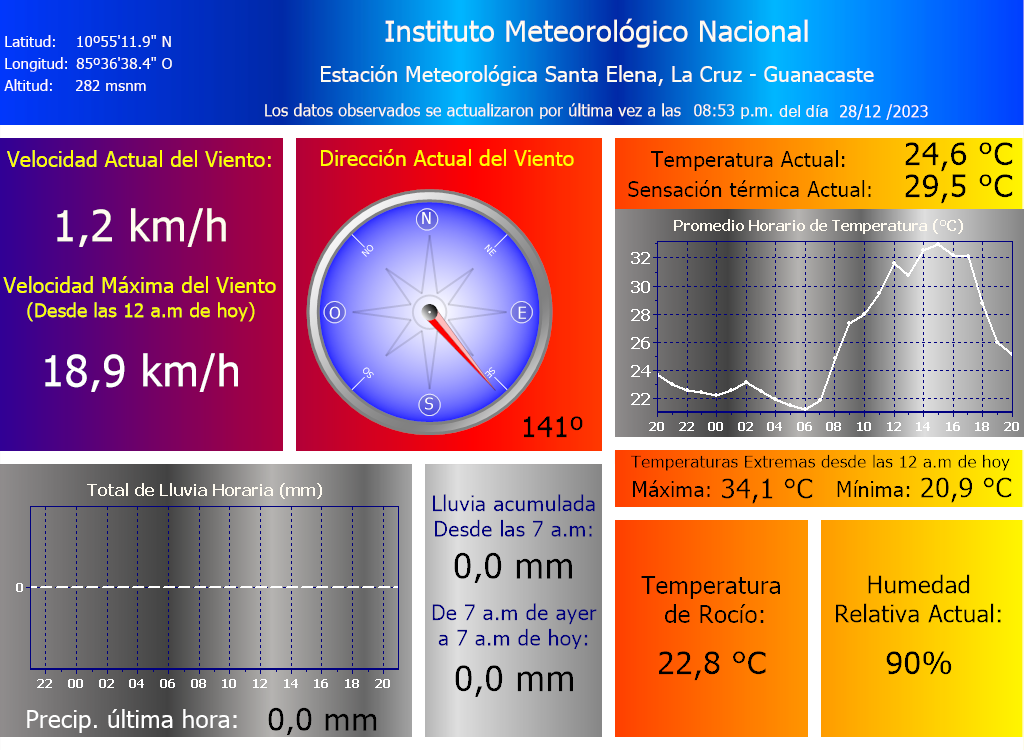 Instituto Meteorológico Nacional
Latitud: 10º55'11.9" N
Longitud: 85º36'38.4" O
Altitud: 282 msnm
Estación Meteorológica Santa Elena, La Cruz - Guanacaste
Los datos observados se actualizaron por última vez a las 08:53 p.m. del día 28/12 /2023
Velocidad Actual del Viento:
1,2 km/h
Velocidad Máxima del Viento
(Desde las 12 a.m de hoy)
18,9 km/h
Dirección Actual del Viento
N
NO NE
O E
SO SE
S
141º
Temperatura Actual: 24,6 ºC
Sensación térmica Actual: 29,5 ºC
Promedio Horario de Temperatura (ºC)
32
30
28
26
24
22
20 22 00 02 04 06 08 10 12 14 16 18 20
Temperaturas Extremas desde las 12 a.m de hoy
Máxima: 34,1 ºC Mínima: 20,9 ºC
Total de Lluvia Horaria (mm)
0
22 00 02 04 06 08 10 12 14 16 18 20
Precip. última hora: 0,0 mm
Lluvia acumulada
Desde las 7 a.m:
0,0 mm
De 7 a.m de ayer
a 7 a.m de hoy:
0,0 mm
Temperatura
de Rocío:
22,8 ºC
Humedad
Relativa Actual:
90%